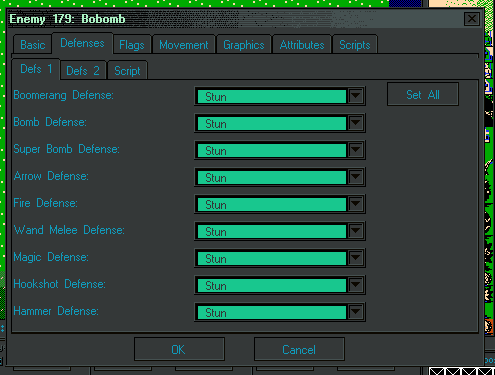 Enemy 179: Bobomb
Basic Defenses Flags Movement Graphics Attributes Scripts
Defs 1 Defs 2 Script
Boomerang Defense: Stun Set All
Bomb Defense: Stun
Super Bomb Defense: Stun
Arrow Defense: Stun
Fire Defense: Stun
Wand Melee Defense: Stun
Magic Defense: Stun
Hookshot Defense: Stun
Hammer Defense: Stun
OK Cancel